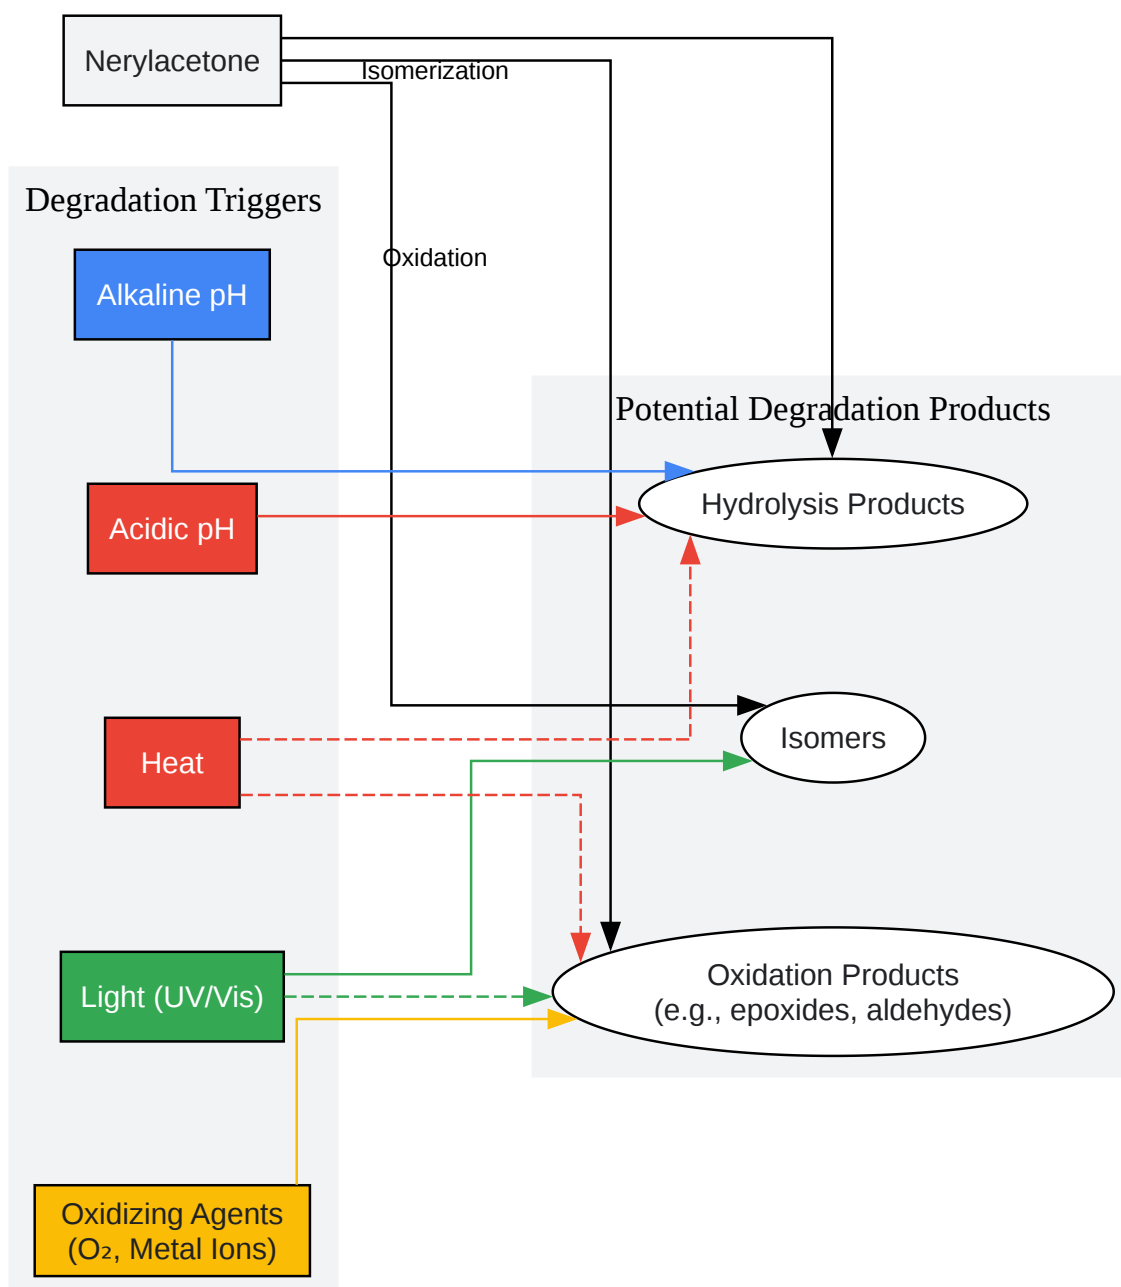 Nerylacetone
Isomerization
Degradation Triggers
Oxidation
Alkaline pH
Potential Degradation Products
Hydrolysis Products
Acidic pH
Isomers
Heat
Light (UV/Vis)
Oxidation Products
(e.g., epoxides, aldehydes)
Oxidizing Agents
(O₂, Metal Ions)